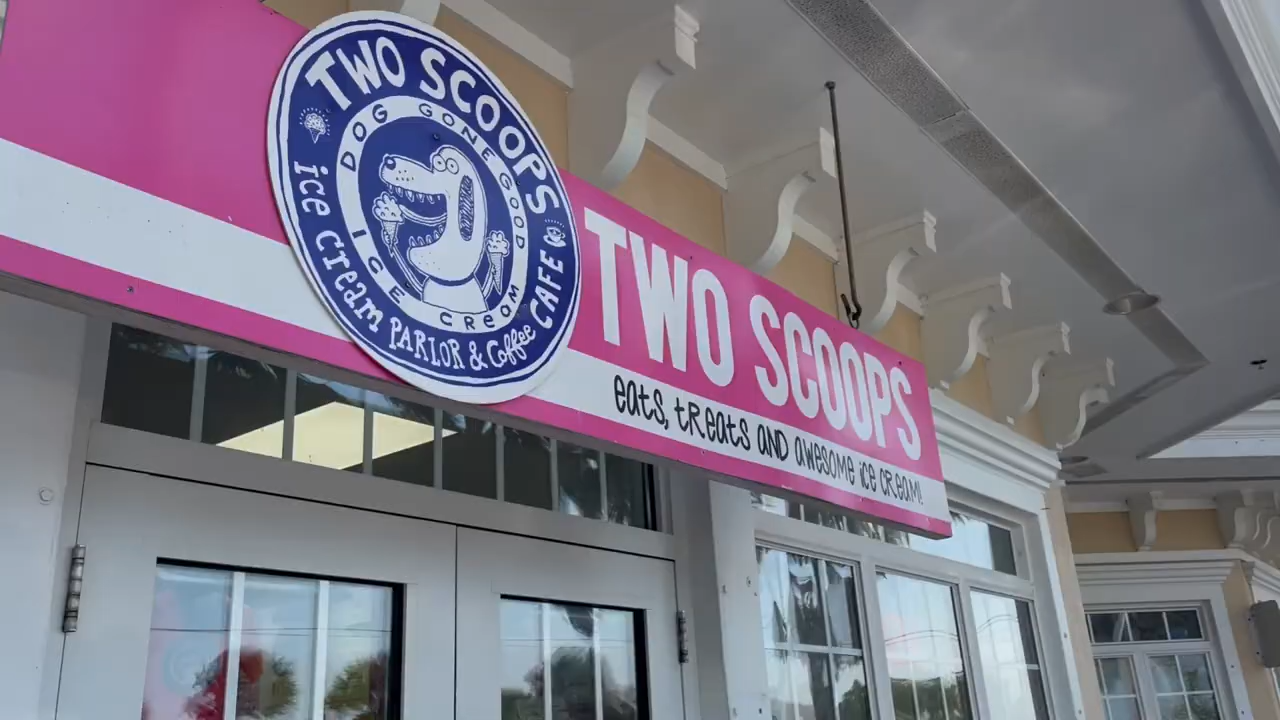 TWO SCOOPS
DOG GONE GOOD
ICE CREAM
ice cream PARLOR & Coffee CAFE
TWO SCOOPS
eats, treats AND awesome ice cream!